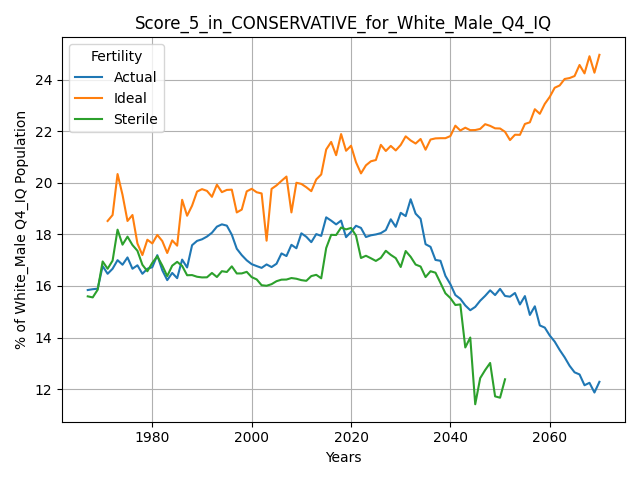 Score_5_in_CONSERVATIVE_for_White_Male_Q4_IQ
Fertility
Actual
Ideal
Sterile
% of White_Male Q4_IQ Population
24
22
20
18
16
14
12
1980
2000
2020
2040
2060
Years